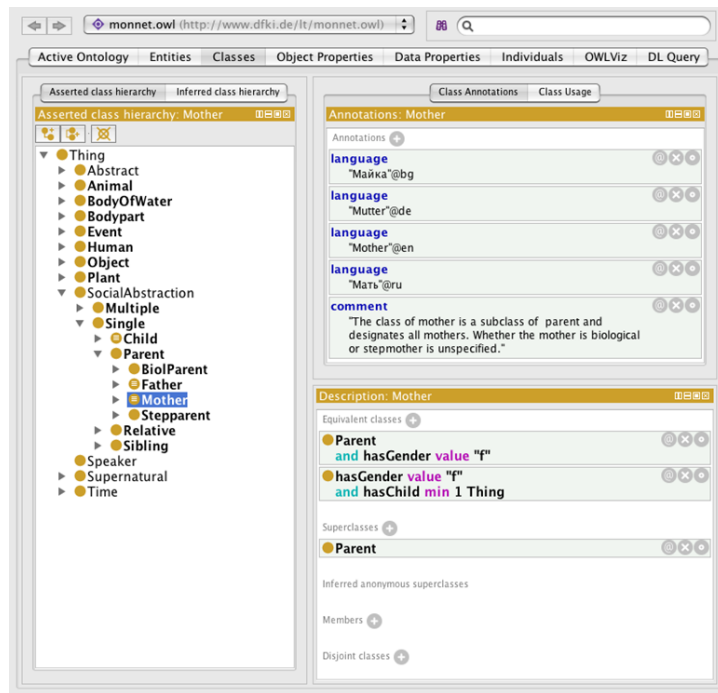 monnet.owl (http://www.dfki.de/lt/monnet.owl)
Active Ontology Entities Classes Object Properties Data Properties Individuals OWLViz DL Query
Asserted class hierarchy Inferred class hierarchy
Asserted class hierarchy: Mother
Thing
Abstract
Animal
BodyOfWater
Bodypart
Event
Human
Object
Plant
SocialAbstraction
Multiple
Single
Child
Parent
BiolParent
Father
Mother
Stepparent
Relative
Sibling
Speaker
Supernatural
Time
Class Annotations Class Usage
Annotations: Mother
Annotations
language
"Майка"@bg
language
"Mutter"@de
language
"Mother"@en
language
"Мать"@ru
comment
"The class of mother is a subclass of parent and
designates all mothers. Whether the mother is biological
or stepmother is unspecified."
Description: Mother
Equivalent classes
Parent
and hasGender value "f"
hasGender value "f"
and hasChild min 1 Thing
Superclasses
Parent
Inferred anonymous superclasses
Members
Disjoint classes